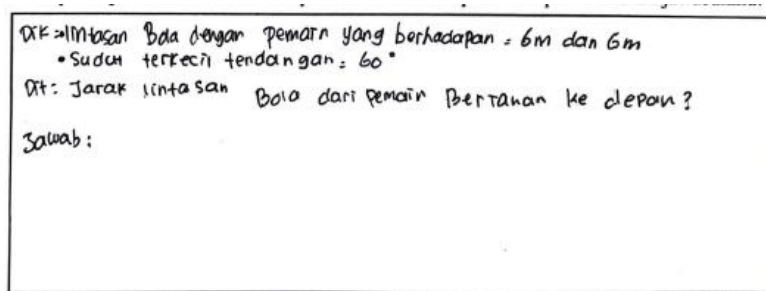 Dik => lintasan Bola dengan pemain yang berhadapan = 6m dan 6m
• Sudut terkecil tendangan = 60°
Dit: Jarak lintasan Bola dari pemain Bertahan ke depan?
Jawab: